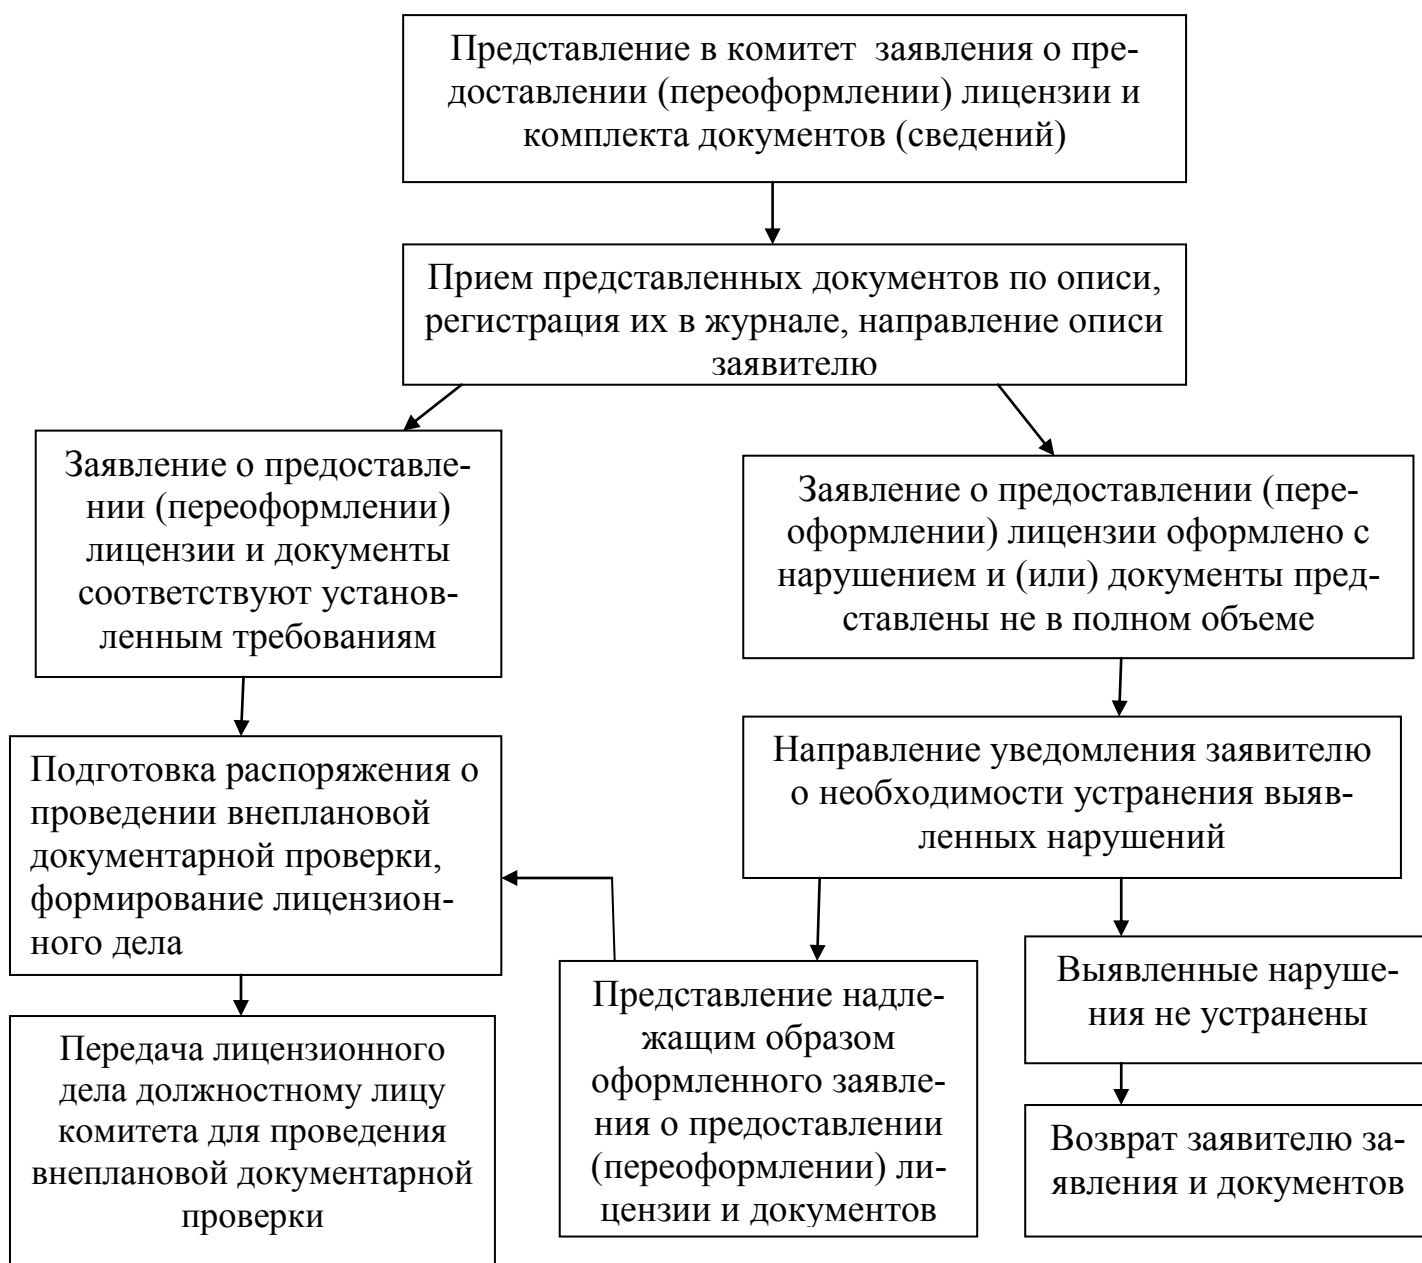 Представление в комитет  заявления о пре-
доставлении (переоформлении) лицензии и
комплекта документов (сведений)
Прием представленных документов по описи,
регистрация их в журнале, направление описи
заявителю
Заявление о предоставле-
нии (переоформлении)
лицензии и документы
соответствуют установ-
ленным требованиям
Заявление о предоставлении (пере-
оформлении) лицензии оформлено с
нарушением и (или) документы пред-
ставлены не в полном объеме
Подготовка распоряжения о
проведении внеплановой
документарной проверки,
формирование лицензион-
ного дела
Направление уведомления заявителю
о необходимости устранения выяв-
ленных нарушений
Передача лицензионного
дела должностному лицу
комитета для проведения
внеплановой документарной
проверки
Представление надле-
жащим образом
оформленного заявле-
ния о предоставлении
(переоформлении) ли-
цензии и документов
Выявленные наруше-
ния не устранены
Возврат заявителю за-
явления и документов